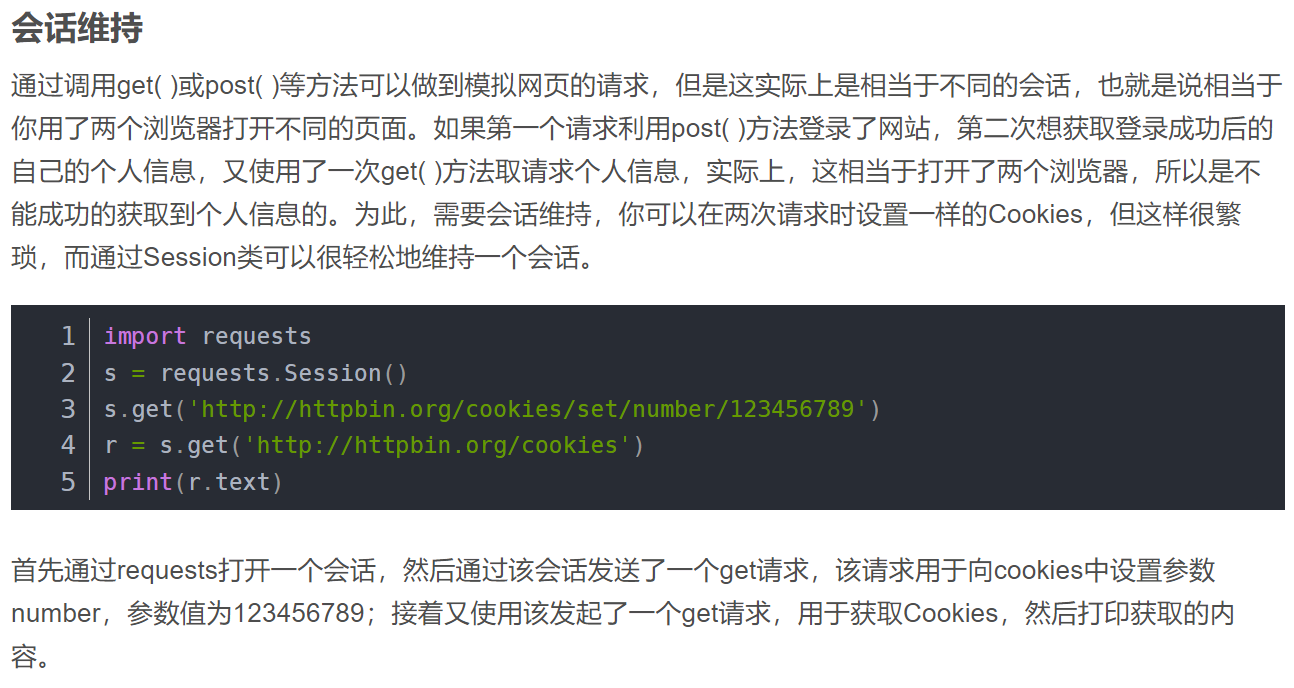 会话维持
通过调用get( )或post( )等方法可以做到模拟网页的请求，但是这实际上是相当于不同的会话，也就是说相当于
你用了两个浏览器打开不同的页面。如果第一个请求利用post( )方法登录了网站，第二次想获取登录成功后的
自己的个人信息，又使用了一次get( )方法取请求个人信息，实际上，这相当于打开了两个浏览器，所以是不
能成功的获取到个人信息的。为此，需要会话维持，你可以在两次请求时设置一样的Cookies，但这样很繁
琐，而通过Session类可以很轻松地维持一个会话。
1 import requests
2 s = requests.Session()
3 s.get('http://httpbin.org/cookies/set/number/123456789')
4 r = s.get('http://httpbin.org/cookies')
5 print(r.text)
首先通过requests打开一个会话，然后通过该会话发送了一个get请求，该请求用于向cookies中设置参数
number，参数值为123456789；接着又使用该发起了一个get请求，用于获取Cookies，然后打印获取的内
容。